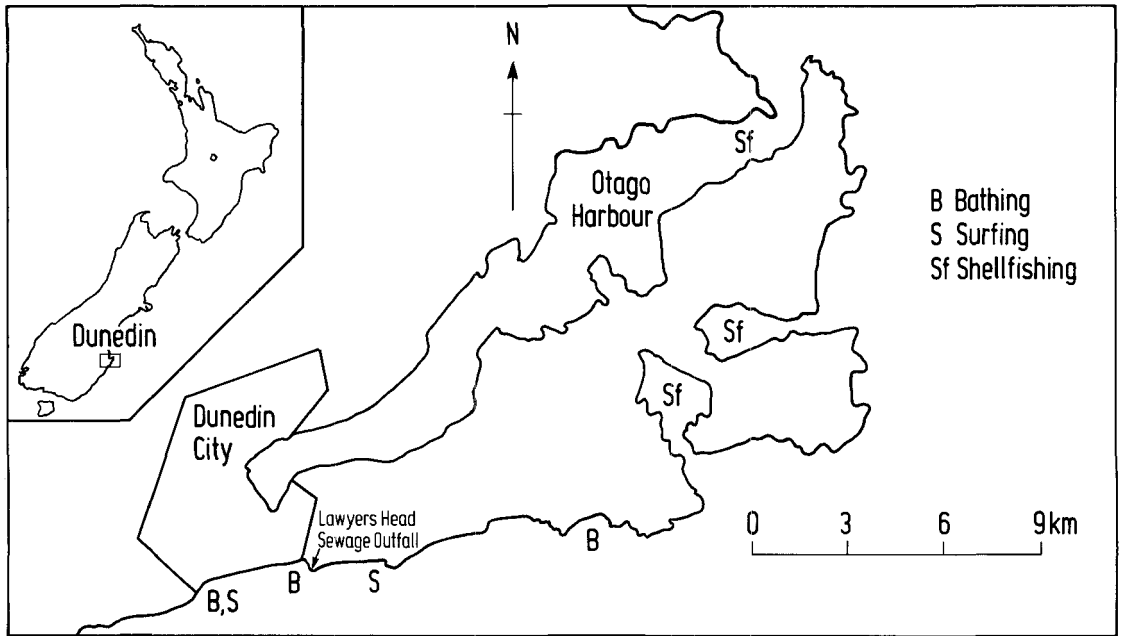 N
Sf
Otago
Harbour
B Bathing
S Surfing
Sf Shellfishing
Dunedin
Sf
Sf
Dunedin
City
Lawyers Head
Sewage Outfall
0 3 6 9km
B
B
S
B,S